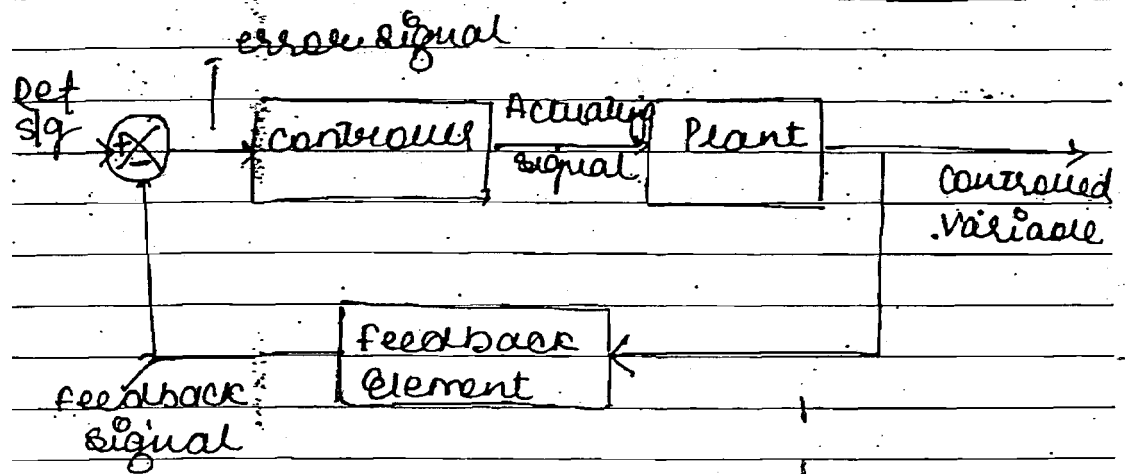 error signal
Ref
sig
+
-
Controller
Actuating
signal
Plant
Controlled
Variable
feedback
Element
feedback
signal